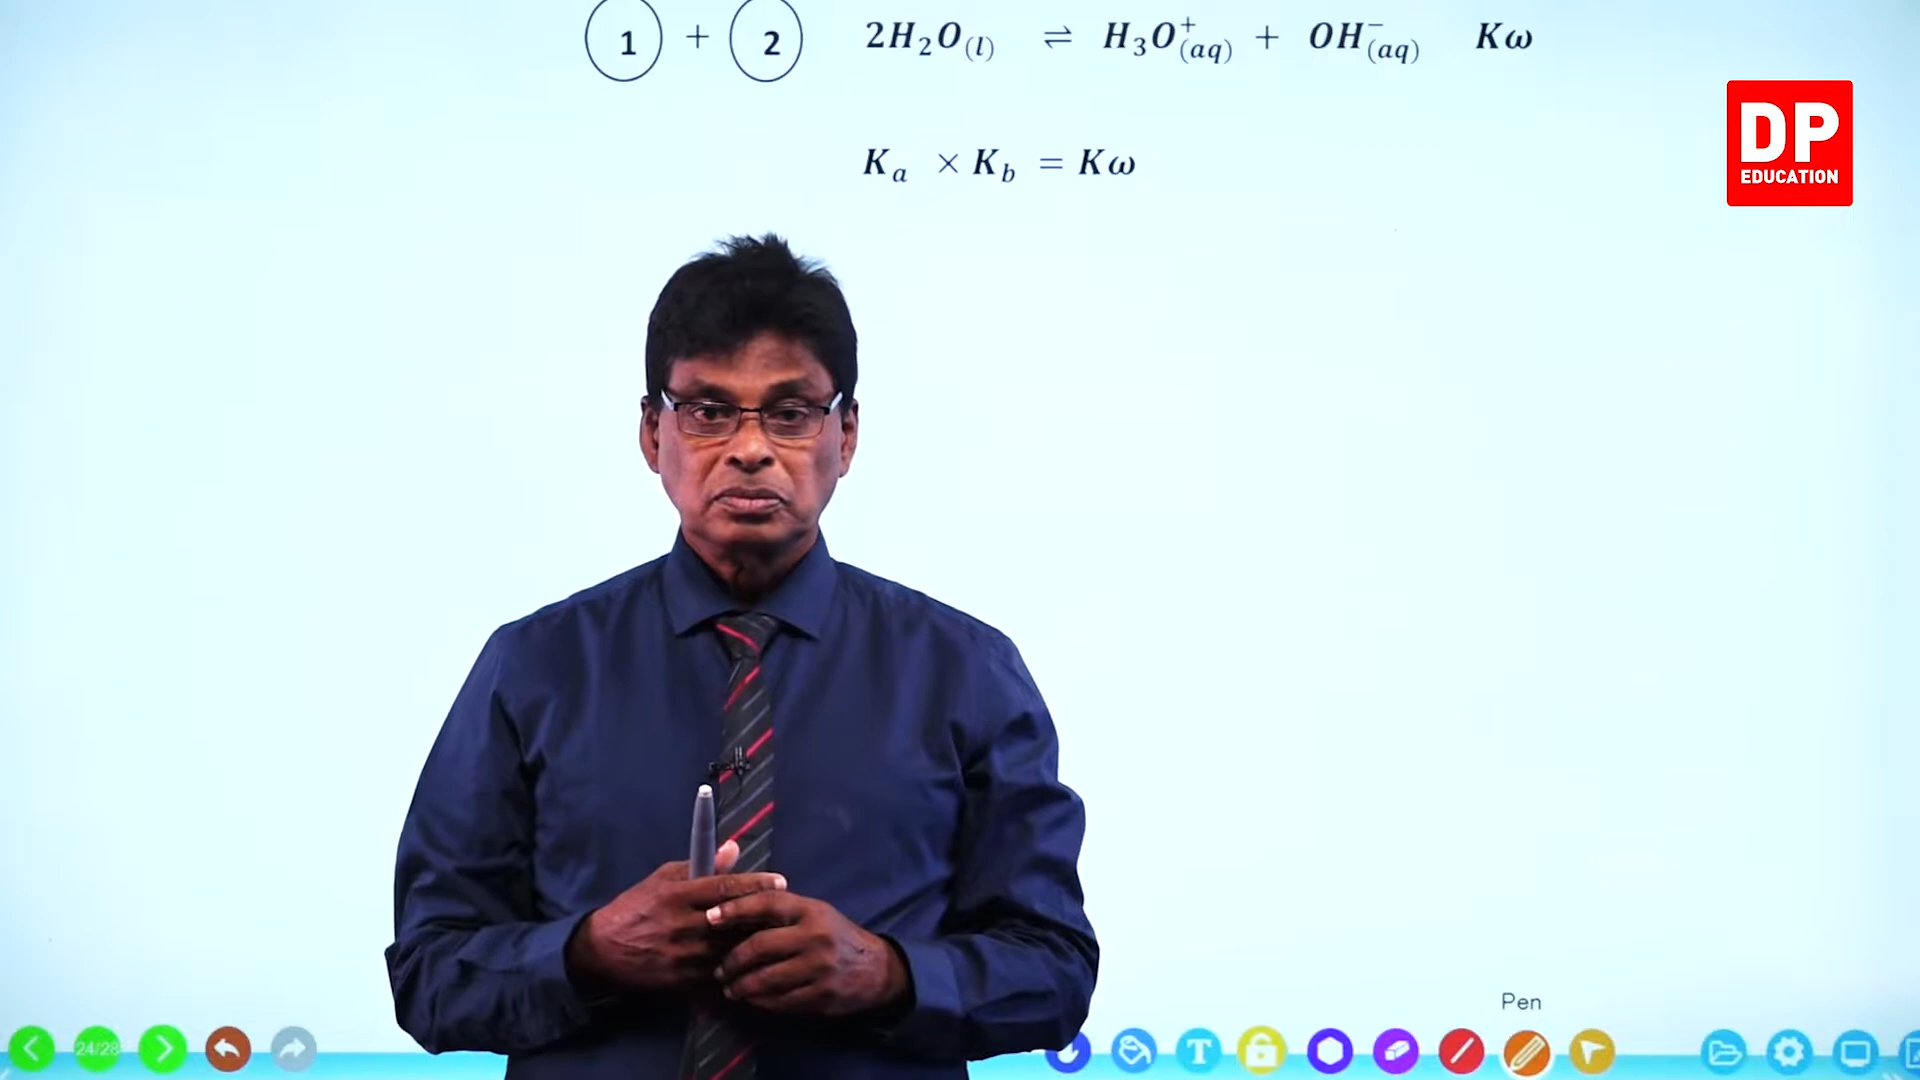 1 + 2 2H₂O₍ₗ₎ ⇌ H₃O⁺(aq) + OH⁻(aq) Kω
Kₐ × K_b = Kω
DP
EDUCATION
Pen
24/28
T